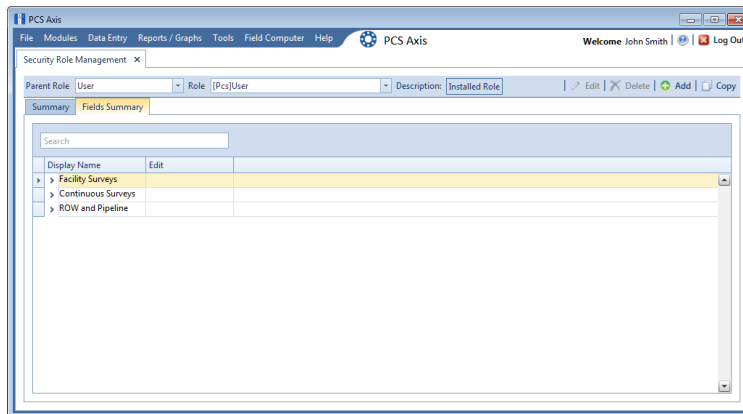 PCS Axis
File Modules Data Entry Reports / Graphs Tools Field Computer Help PCS Axis Welcome John Smith | Log Out
Security Role Management
Parent Role User Role [Pcs]User Description: Installed Role Edit Delete Add Copy
Summary Fields Summary
Search
Display Name Edit
Facility Surveys
Continuous Surveys
ROW and Pipeline